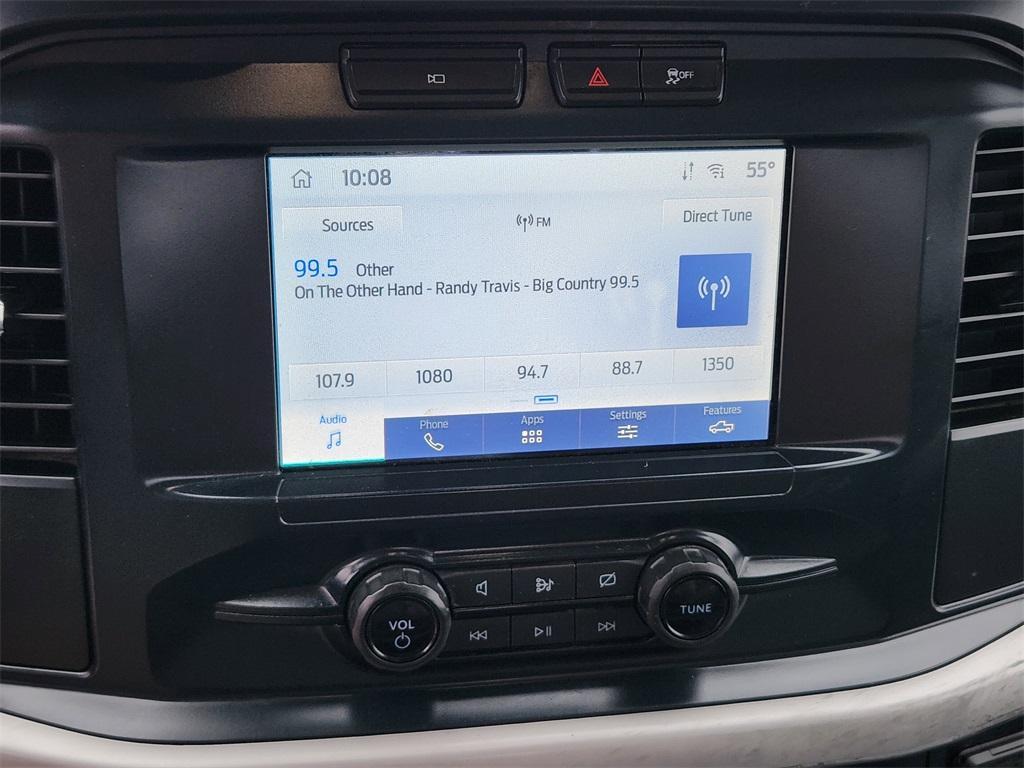 OFF
10:08
55°
Sources
FM
Direct Tune
99.5 Other
On The Other Hand - Randy Travis - Big Country 99.5
107.9
1080
94.7
88.7
1350
Audio
Phone
Apps
Settings
Features
VOL
TUNE